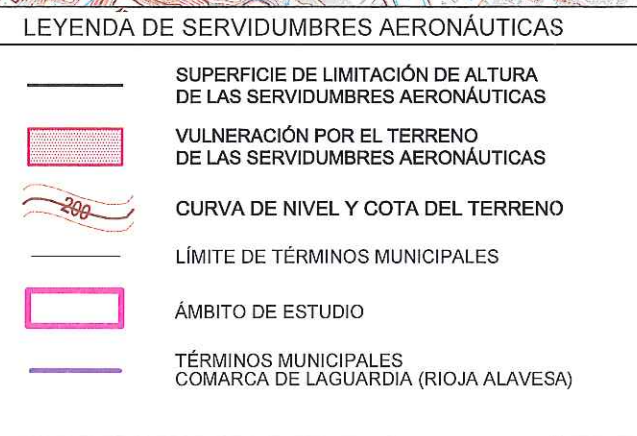 LEYENDA DE SERVIDUMBRES AERONÁUTICAS
SUPERFICIE DE LIMITACIÓN DE ALTURA
DE LAS SERVIDUMBRES AERONÁUTICAS
VULNERACIÓN POR EL TERRENO
DE LAS SERVIDUMBRES AERONÁUTICAS
200
CURVA DE NIVEL Y COTA DEL TERRENO
LÍMITE DE TÉRMINOS MUNICIPALES
ÁMBITO DE ESTUDIO
TÉRMINOS MUNICIPALES
COMARCA DE LAGUARDIA (RIOJA ALAVESA)